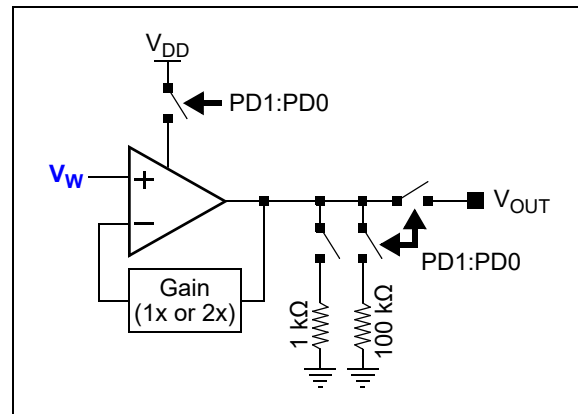 VDD
PD1:PD0
VW
+
−
VOUT
PD1:PD0
Gain
(1x or 2x)
1 kΩ
100 kΩ